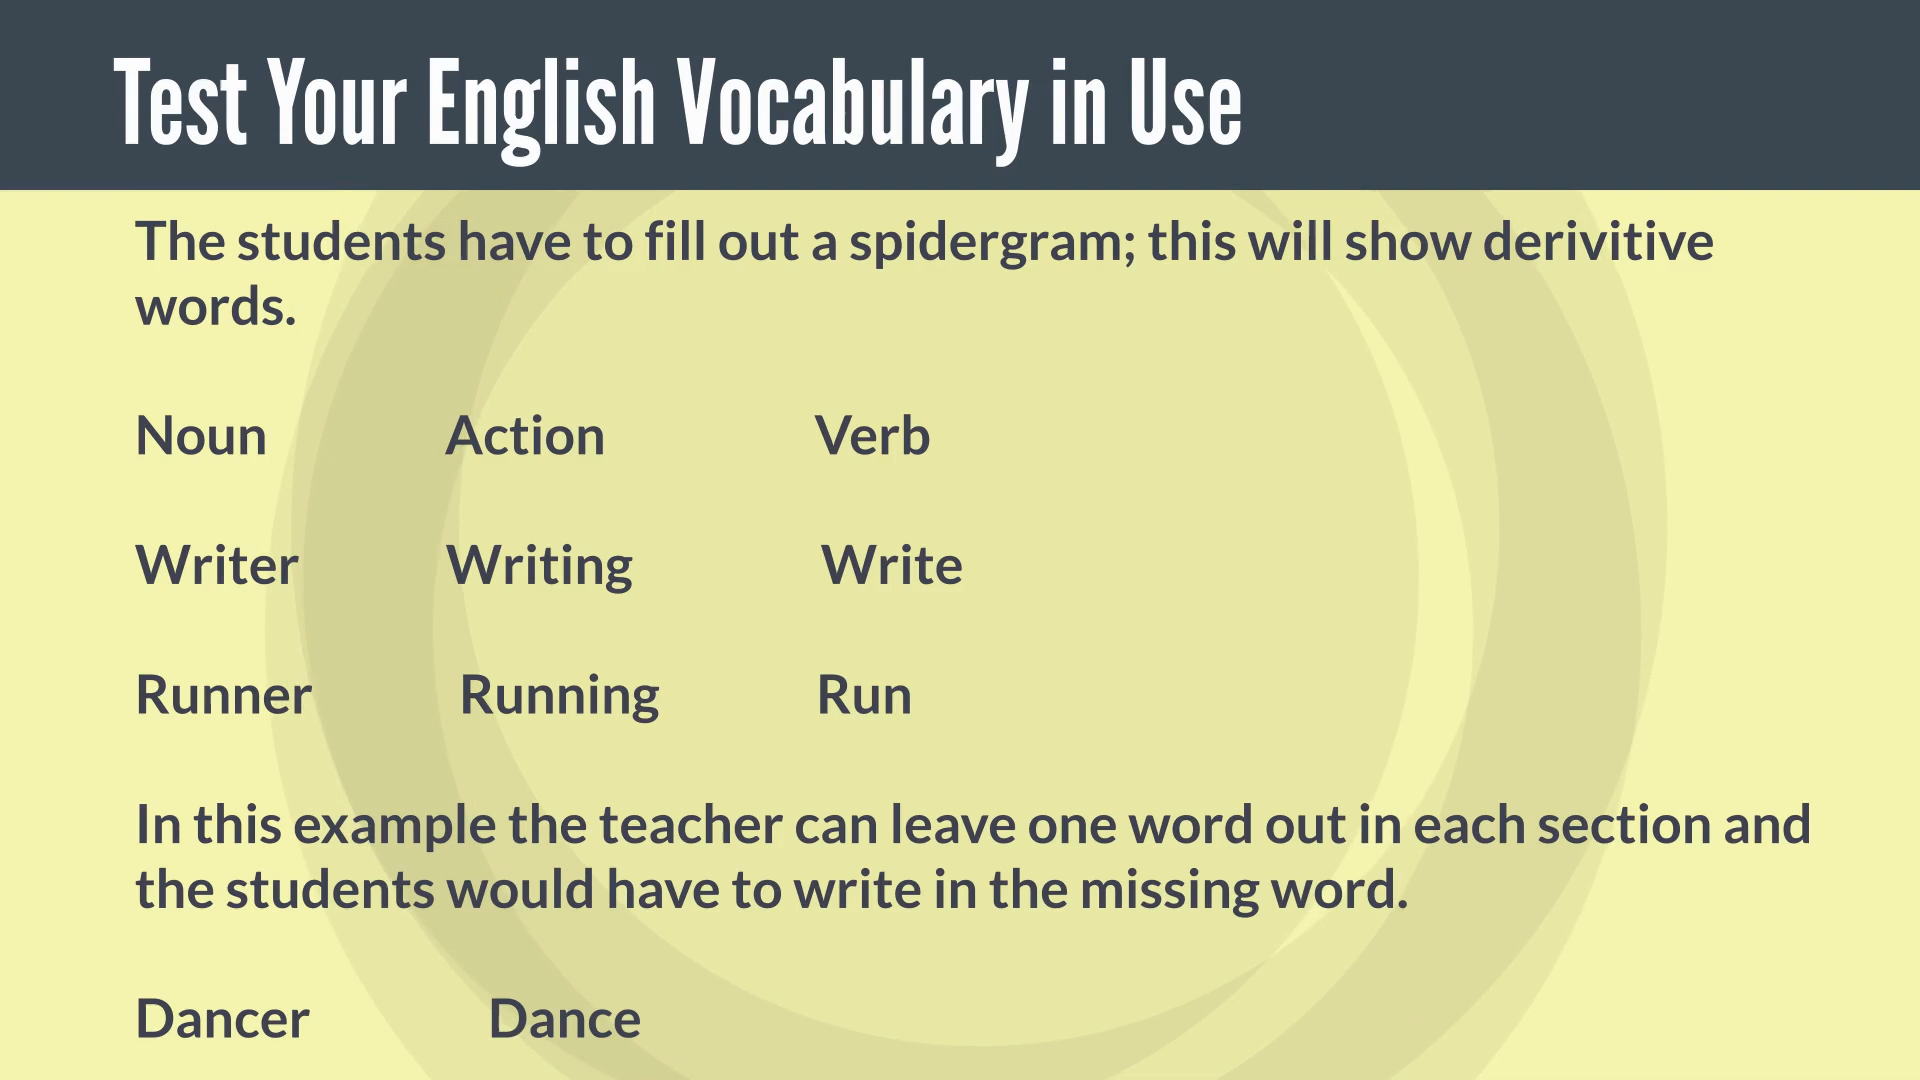 Test Your English Vocabulary in Use
The students have to fill out a spidergram; this will show derivitive
words.
Noun Action Verb
Writer Writing Write
Runner Running Run
In this example the teacher can leave one word out in each section and
the students would have to write in the missing word.
Dancer Dance